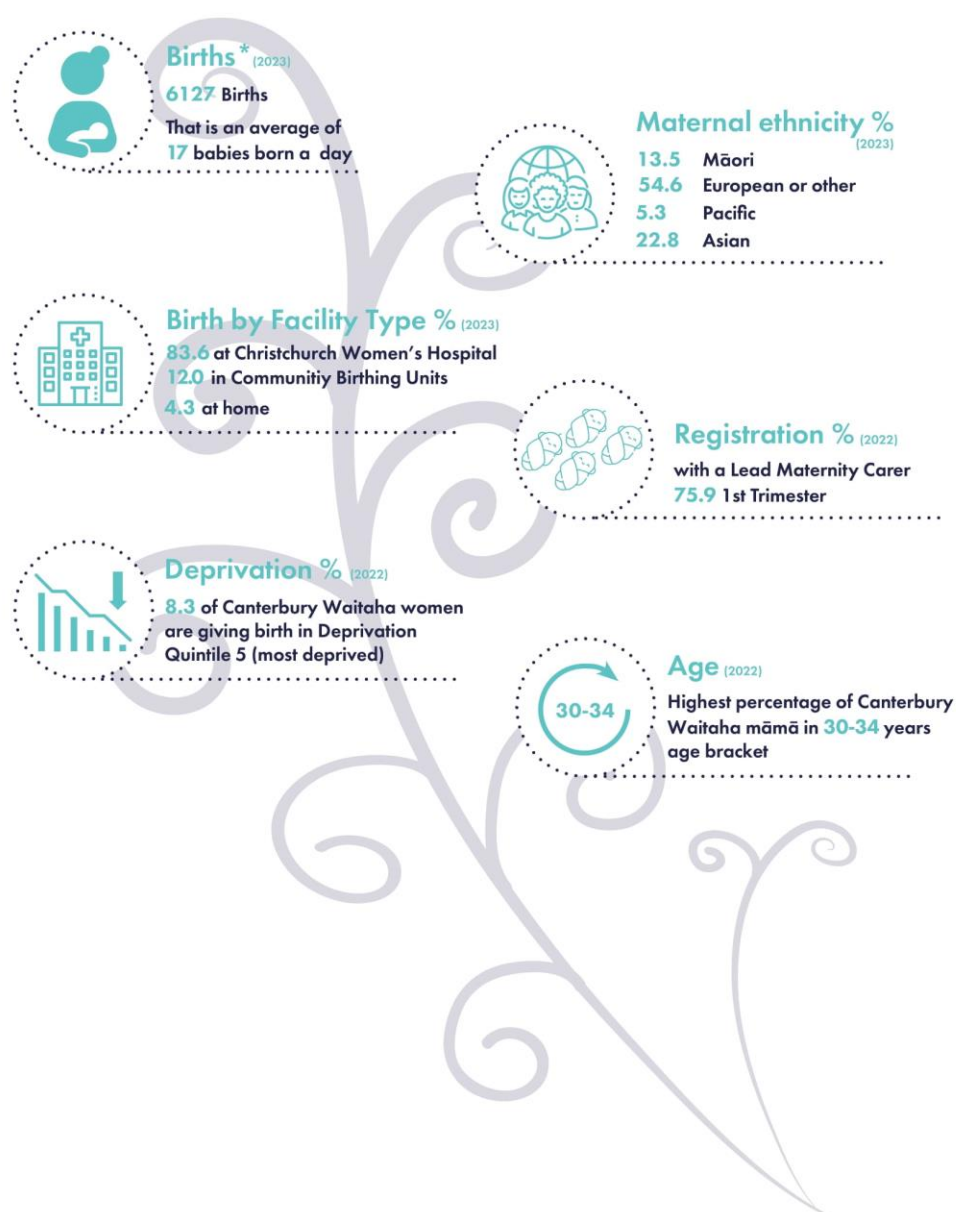 Births* (2023)
6127 Births
That is an average of
17 babies born a day
Maternal ethnicity %
(2023)
13.5 Māori
54.6 European or other
5.3 Pacific
22.8 Asian
Birth by Facility Type % (2023)
83.6 at Christchurch Women's Hospital
12.0 in Communitiy Birthing Units
4.3 at home
Registration % (2022)
with a Lead Maternity Carer
75.9 1st Trimester
Deprivation % (2022)
8.3 of Canterbury Waitaha women
are giving birth in Deprivation
Quintile 5 (most deprived)
30-34
Age (2022)
Highest percentage of Canterbury
Waitaha māmā in 30-34 years
age bracket